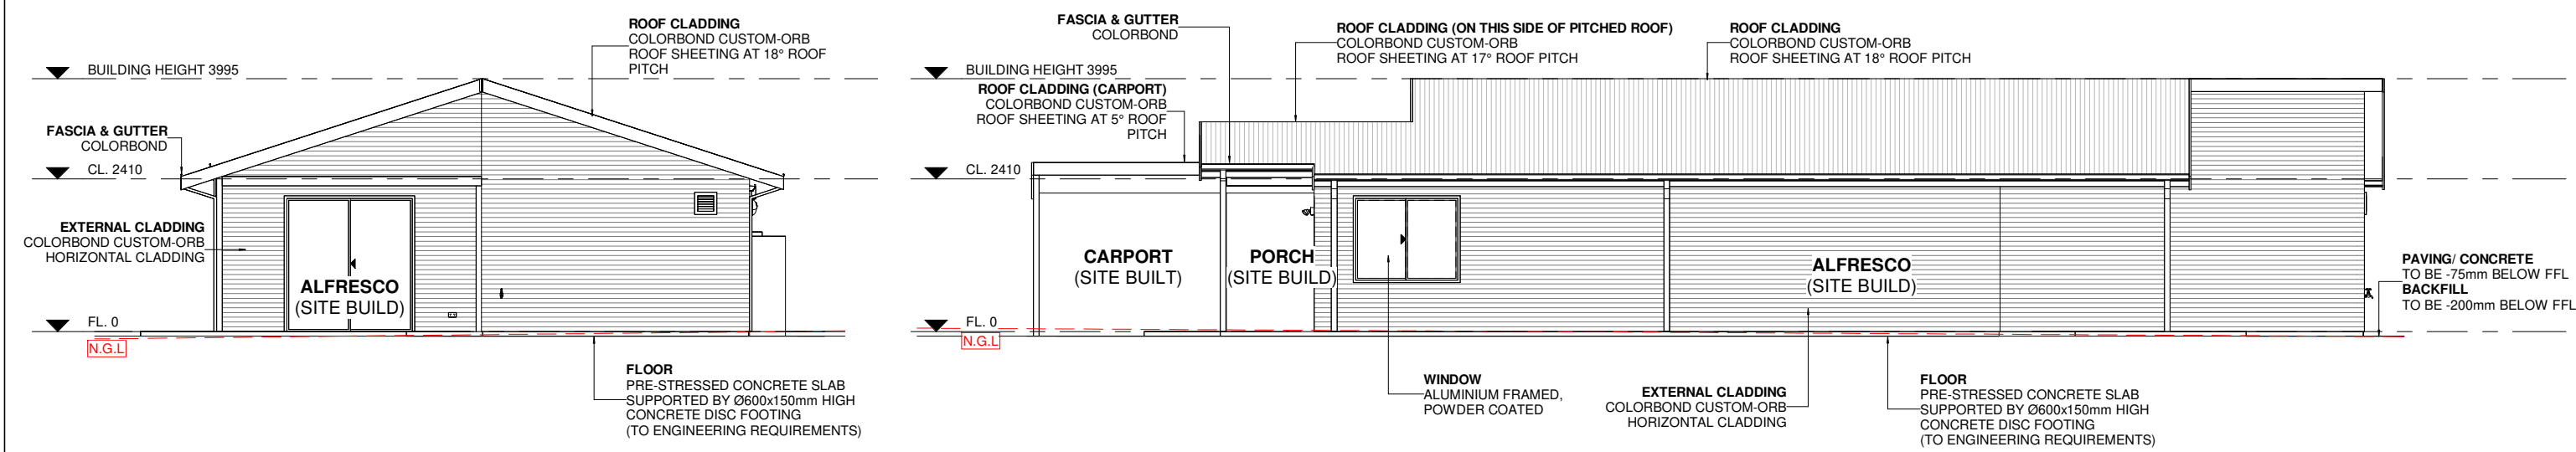 ROOF CLADDING
COLORBOND CUSTOM-ORB
ROOF SHEETING AT 18° ROOF
PITCH
BUILDING HEIGHT 3995
FASCIA & GUTTER
COLORBOND
CL. 2410
EXTERNAL CLADDING
COLORBOND CUSTOM-ORB
HORIZONTAL CLADDING
ALFRESCO
(SITE BUILD)
FL. 0
N.G.L
FLOOR
PRE-STRESSED CONCRETE SLAB
SUPPORTED BY Ø600x150mm HIGH
CONCRETE DISC FOOTING
(TO ENGINEERING REQUIREMENTS)
FASCIA & GUTTER
COLORBOND
ROOF CLADDING (ON THIS SIDE OF PITCHED ROOF)
COLORBOND CUSTOM-ORB
ROOF SHEETING AT 17° ROOF PITCH
ROOF CLADDING
COLORBOND CUSTOM-ORB
ROOF SHEETING AT 18° ROOF PITCH
BUILDING HEIGHT 3995
ROOF CLADDING (CARPORT)
COLORBOND CUSTOM-ORB
ROOF SHEETING AT 5° ROOF
PITCH
CL. 2410
CARPORT
(SITE BUILT)
PORCH
(SITE BUILD)
ALFRESCO
(SITE BUILD)
PAVING/ CONCRETE
TO BE -75mm BELOW FFL
BACKFILL
TO BE -200mm BELOW FFL
FL. 0
N.G.L
WINDOW
ALUMINIUM FRAMED,
POWDER COATED
EXTERNAL CLADDING
COLORBOND CUSTOM-ORB
HORIZONTAL CLADDING
FLOOR
PRE-STRESSED CONCRETE SLAB
SUPPORTED BY Ø600x150mm HIGH
CONCRETE DISC FOOTING
(TO ENGINEERING REQUIREMENTS)